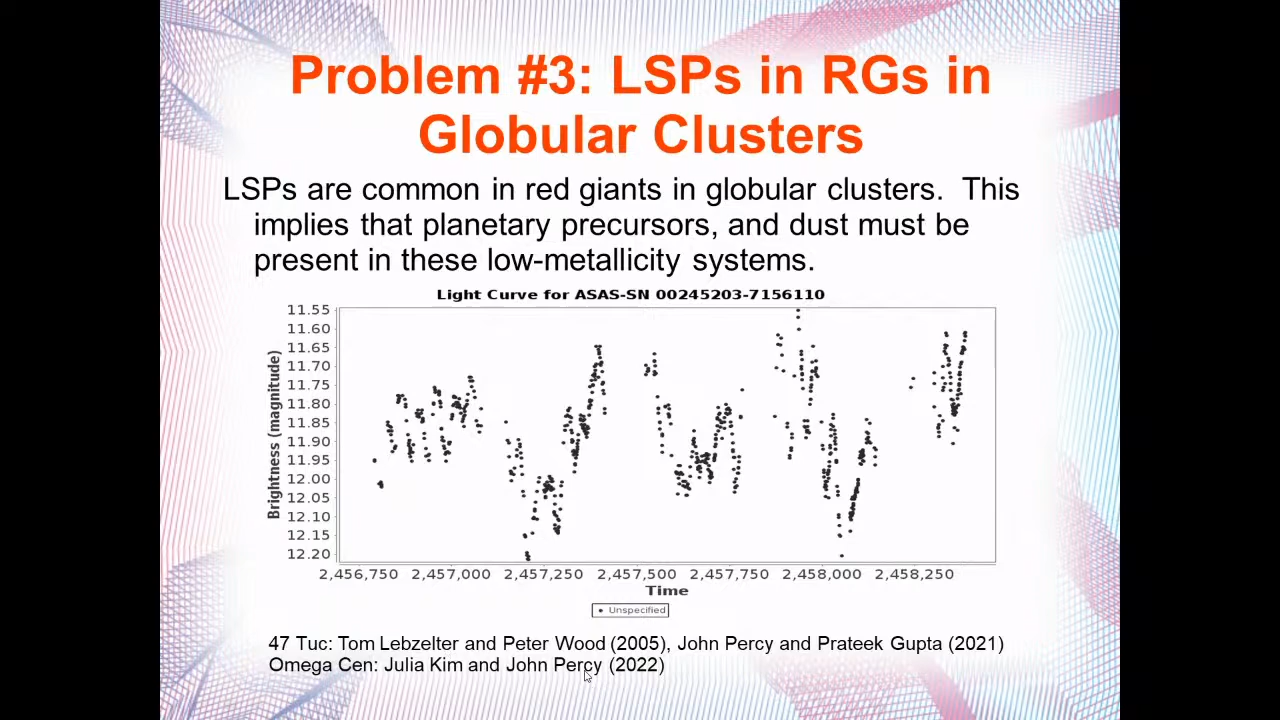 Problem #3: LSPs in RGs in
Globular Clusters
LSPs are common in red giants in globular clusters.  This
implies that planetary precursors, and dust must be
present in these low-metallicity systems.
Light Curve for ASAS-SN 00245203-7156110
Brightness (magnitude)
11.55
11.60
11.65
11.70
11.75
11.80
11.85
11.90
11.95
12.00
12.05
12.10
12.15
12.20
2,456,750 2,457,000 2,457,250 2,457,500 2,457,750 2,458,000 2,458,250
Time
Unspecified
47 Tuc: Tom Lebzelter and Peter Wood (2005), John Percy and Prateek Gupta (2021)
Omega Cen: Julia Kim and John Percy (2022)